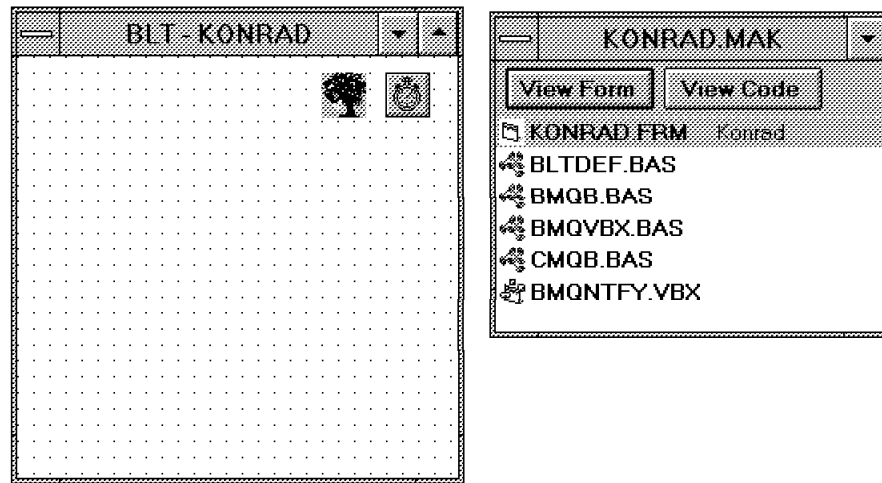 BLT - KONRAD
KONRAD.MAK
View Form View Code
KONRAD.FRM Konrad
BLTDEF.BAS
BMQB.BAS
BMQVBX.BAS
CMQB.BAS
BMQNTFY.VBX